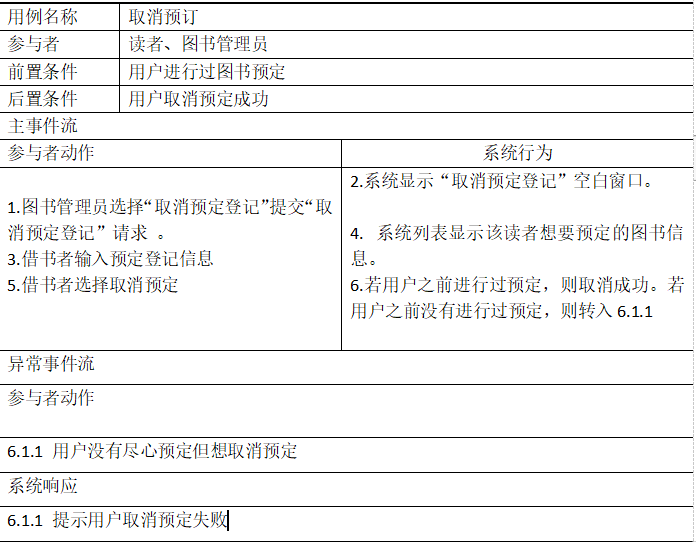 用例名称 取消预订
参与者 读者、图书管理员
前置条件 用户进行过图书预定
后置条件 用户取消预定成功
主事件流
参与者动作 系统行为
1.图书管理员选择“取消预定登记”提交“取
消预定登记”请求 。
3.借书者输入预定登记信息
5.借书者选择取消预定
2.系统显示“取消预定登记”空白窗口。
4. 系统列表显示该读者想要预定的图书信
息。
6.若用户之前进行过预定，则取消成功。若
用户之前没有进行过预定，则转入 6.1.1
异常事件流
参与者动作
6.1.1 用户没有尽心预定但想取消预定
系统响应
6.1.1 提示用户取消预定失败